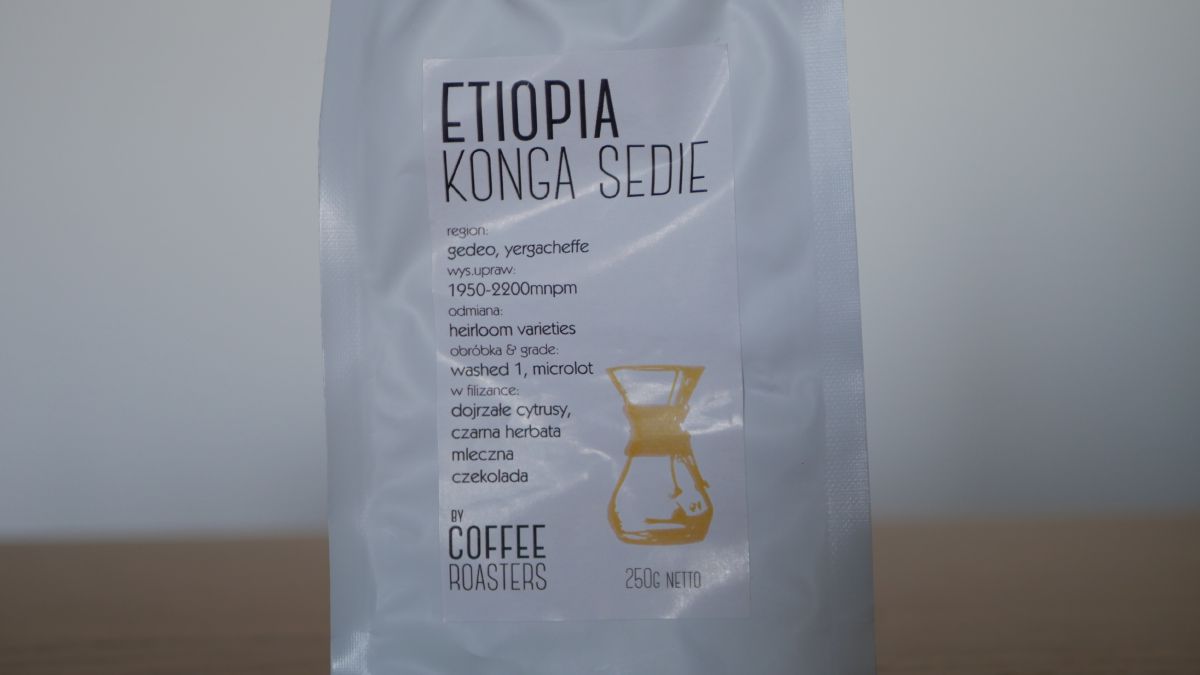 ETIOPIA
KONGA SEDIE
region:
gedeo, yergacheffe
wys.upraw:
1950-2200mnpm
odmiana:
heirloom varieties
obróbka & grade:
washed 1, microlot
w filizance:
dojrzałe cytrusy,
czarna herbata
mleczna
czekolada
BY
COFFEE
ROASTERS
250G NETTO